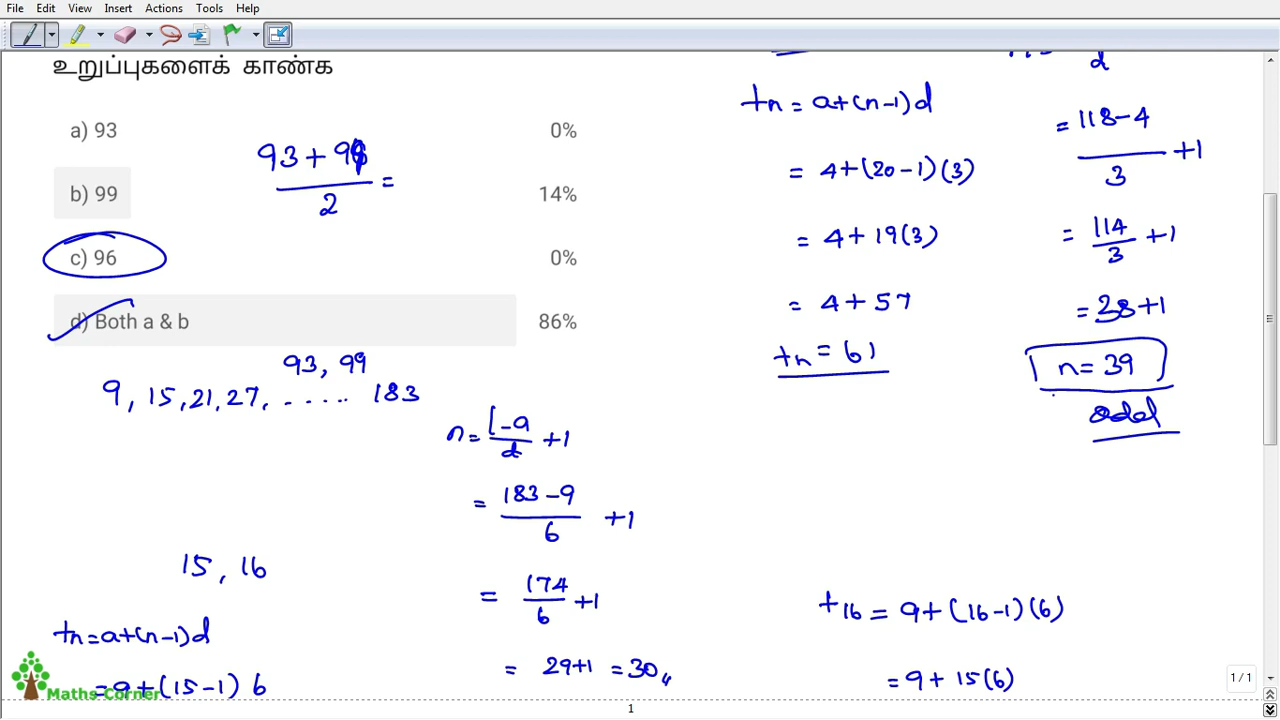 File Edit View Insert Actions Tools Help
உறுப்புகளைக் காண்க
a) 93 0%
b) 99 14%
c) 96 0%
d) Both a & b 86%
93 + 99 / 2 =
93, 99
9, 15, 21, 27, ..... 183
n = l - a / d + 1
= 183 - 9 / 6 + 1
= 174 / 6 + 1
= 29+1 = 30
15, 16
tn = a+(n-1)d
= 9+(15-1) 6
Maths Corner
tn = a+(n-1)d
= 4+(20-1)(3)
= 4+19(3)
= 4+57
tn = 61
d
= 118-4 / 3 + 1
= 114 / 3 + 1
= 38+1
n = 39
odd
t16 = 9+(16-1)(6)
= 9+15(6)
1 / 1
1